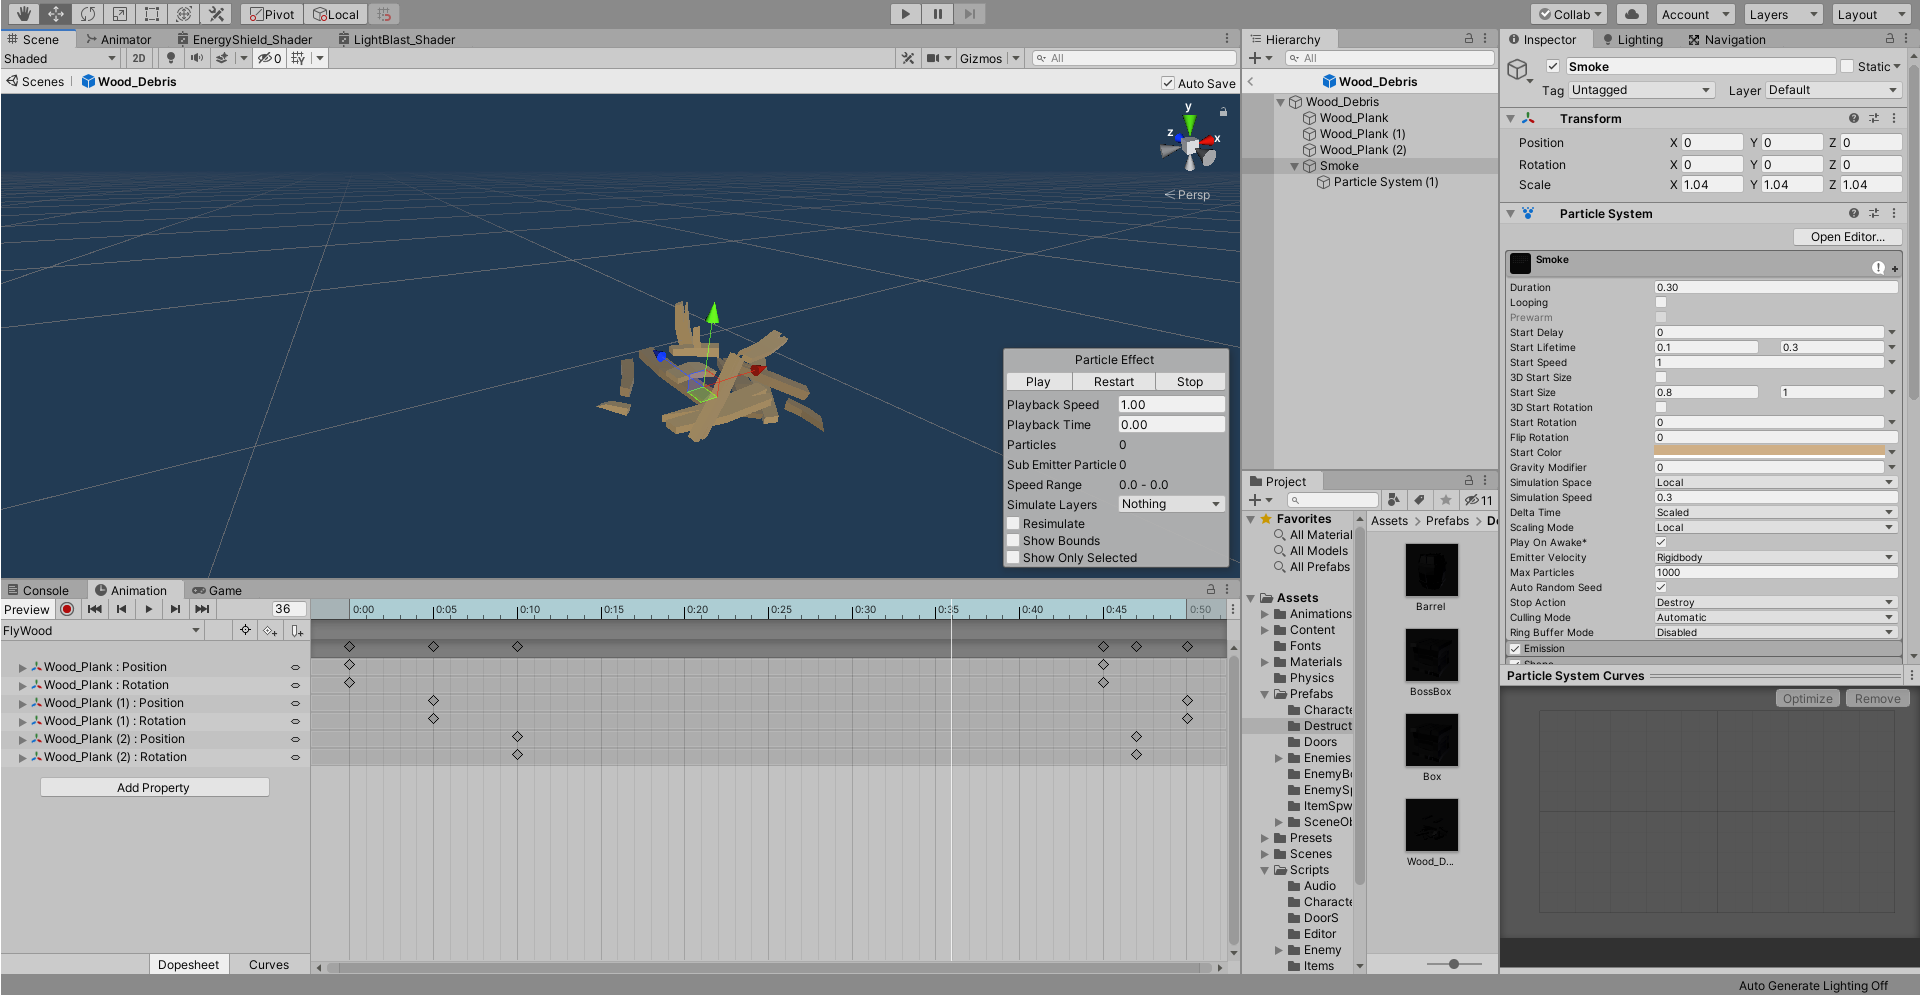 Pivot Local Collab Account Layers Layout
Scene Animator EnergyShield_Shader LightBlast_Shader
Shaded 2D 0 Gizmos All
Scenes Wood_Debris Auto Save
y
z x
Persp
Particle Effect
Play Restart Stop
Playback Speed 1.00
Playback Time 0.00
Particles 0
Sub Emitter Particle 0
Speed Range 0.0 - 0.0
Simulate Layers Nothing
Resimulate
Show Bounds
Show Only Selected
Hierarchy
All
Wood_Debris
Wood_Debris
Wood_Plank
Wood_Plank (1)
Wood_Plank (2)
Smoke
Particle System (1)
Console Animation Game
Preview 36 0:00 0:05 0:10 0:15 0:20 0:25 0:30 0:35 0:40 0:45 0:50
FlyWood
Wood_Plank : Position
Wood_Plank : Rotation
Wood_Plank (1) : Position
Wood_Plank (1) : Rotation
Wood_Plank (2) : Position
Wood_Plank (2) : Rotation
Add Property
Dopesheet Curves
Project
11
Favorites
All Material
All Models
All Prefabs
Assets
Animations
Content
Fonts
Materials
Physics
Prefabs
Characte
Destruct
Doors
Enemies
EnemyBo
EnemySp
ItemSpw
SceneOb
Presets
Scenes
Scripts
Audio
Characte
DoorS
Editor
Enemy
Items
Assets > Prefabs > De
Barrel
BossBox
Box
Wood_D...
Inspector Lighting Navigation
Smoke Static
Tag Untagged Layer Default
Transform
Position X 0 Y 0 Z 0
Rotation X 0 Y 0 Z 0
Scale X 1.04 Y 1.04 Z 1.04
Particle System
Open Editor...
Smoke
Duration 0.30
Looping
Prewarm
Start Delay 0
Start Lifetime 0.1 0.3
Start Speed 1
3D Start Size
Start Size 0.8 1
3D Start Rotation
Start Rotation 0
Flip Rotation 0
Start Color
Gravity Modifier 0
Simulation Space Local
Simulation Speed 0.3
Delta Time Scaled
Scaling Mode Local
Play On Awake*
Emitter Velocity Rigidbody
Max Particles 1000
Auto Random Seed
Stop Action Destroy
Culling Mode Automatic
Ring Buffer Mode Disabled
Emission
Shape
Particle System Curves
Optimize Remove
Auto Generate Lighting Off